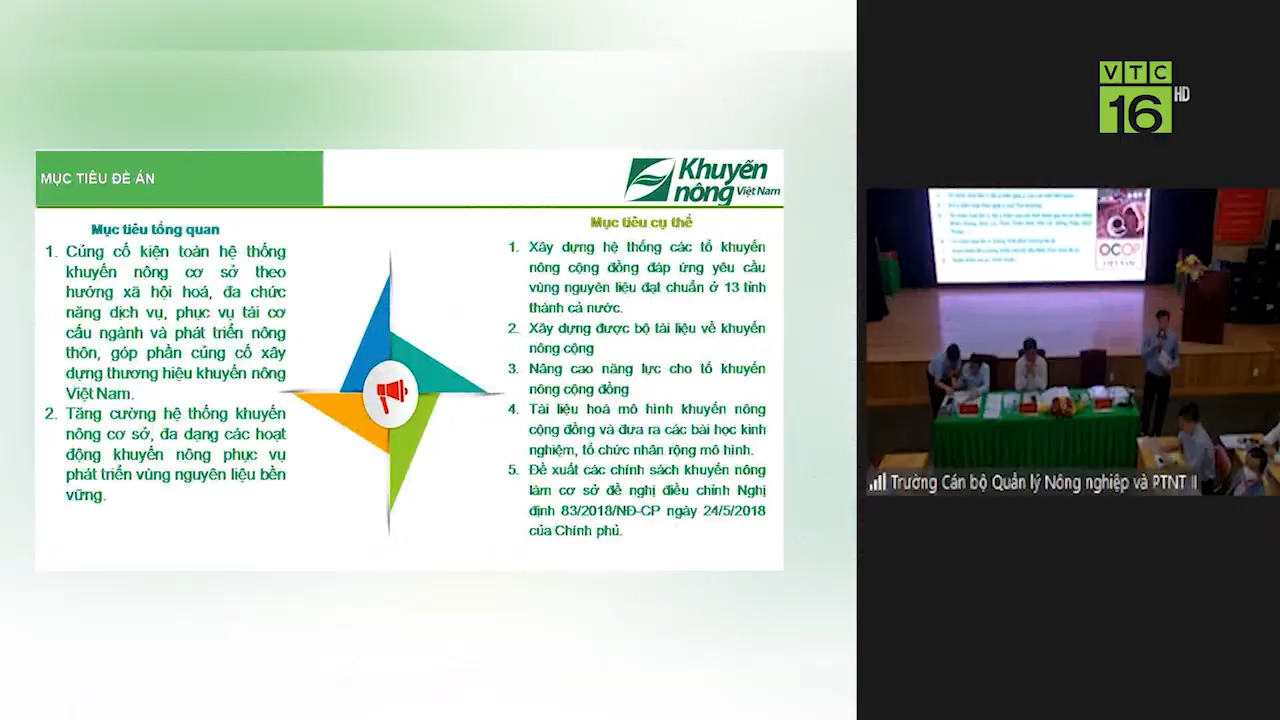 MỤC TIÊU ĐỀ ÁN
Khuyến
nông Việt Nam
Mục tiêu tổng quan
1. Củng cố kiện toàn hệ thống
khuyến nông cơ sở theo
hướng xã hội hoá, đa chức
năng dịch vụ, phục vụ tái cơ
cấu ngành và phát triển nông
thôn, góp phần củng cố xây
dựng thương hiệu khuyến nông
Việt Nam.
2. Tăng cường hệ thống khuyến
nông cơ sở, đa dạng các hoạt
động khuyến nông phục vụ
phát triển vùng nguyên liệu bền
vững.
Mục tiêu cụ thể
1. Xây dựng hệ thống các tổ khuyến
nông cộng đồng đáp ứng yêu cầu
vùng nguyên liệu đạt chuẩn ở 13 tỉnh
thành cả nước.
2. Xây dựng được bộ tài liệu về khuyến
nông cộng
3. Nâng cao năng lực cho tổ khuyến
nông cộng đồng
4. Tài liệu hoá mô hình khuyến nông
cộng đồng và đưa ra các bài học kinh
nghiệm, tổ chức nhân rộng mô hình.
5. Đề xuất các chính sách khuyến nông
làm cơ sở đề nghị điều chỉnh Nghị
định 83/2018/NĐ-CP ngày 24/5/2018
của Chính phủ.
VTC
16 HD
OCOP
Trường Cán bộ Quản lý Nông nghiệp và PTNT II